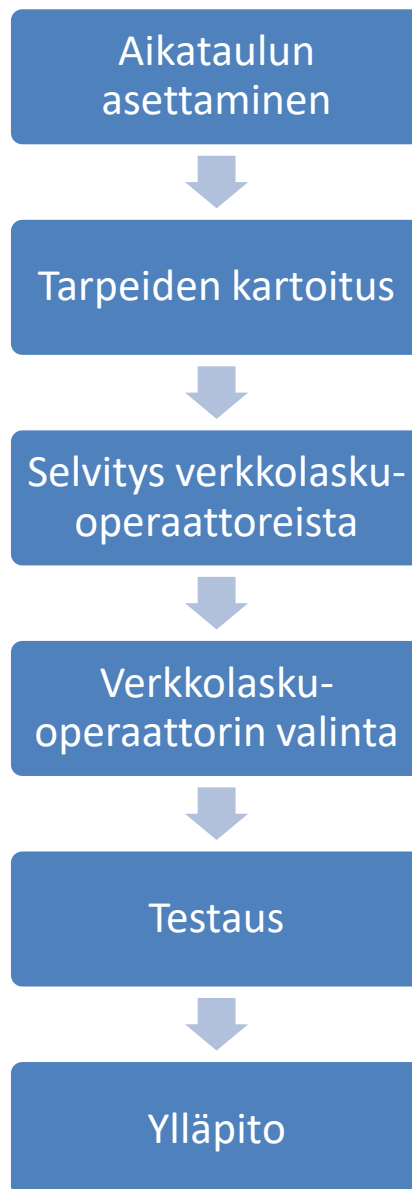 Aikataulun
asettaminen
Tarpeiden kartoitus
Selvitys verkkolasku-
operaattoreista
Verkkolasku-
operaattorin valinta
Testaus
Ylläpito